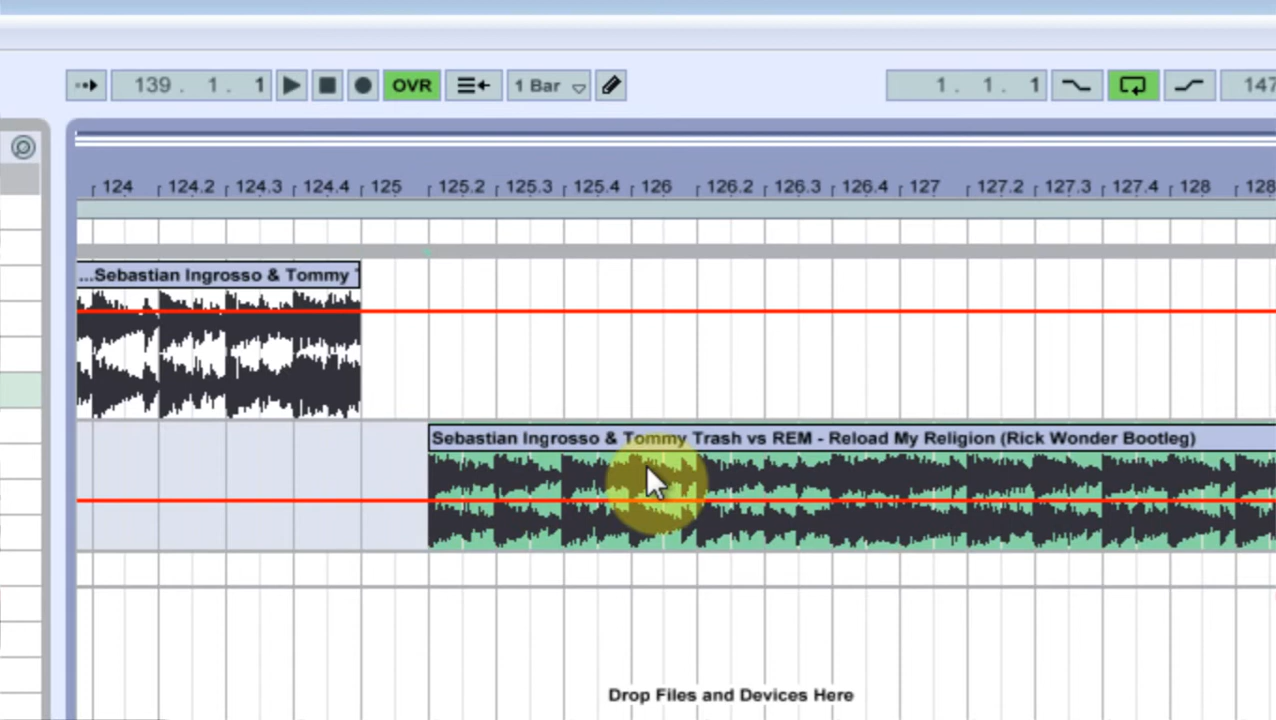 139. 1. 1 OVR 1 Bar 1. 1. 1 147
124 124.2 124.3 124.4 125 125.2 125.3 125.4 126 126.2 126.3 126.4 127 127.2 127.3 127.4 128 128
...Sebastian Ingrosso & Tommy
Sebastian Ingrosso & Tommy Trash vs REM - Reload My Religion (Rick Wonder Bootleg)
Drop Files and Devices Here